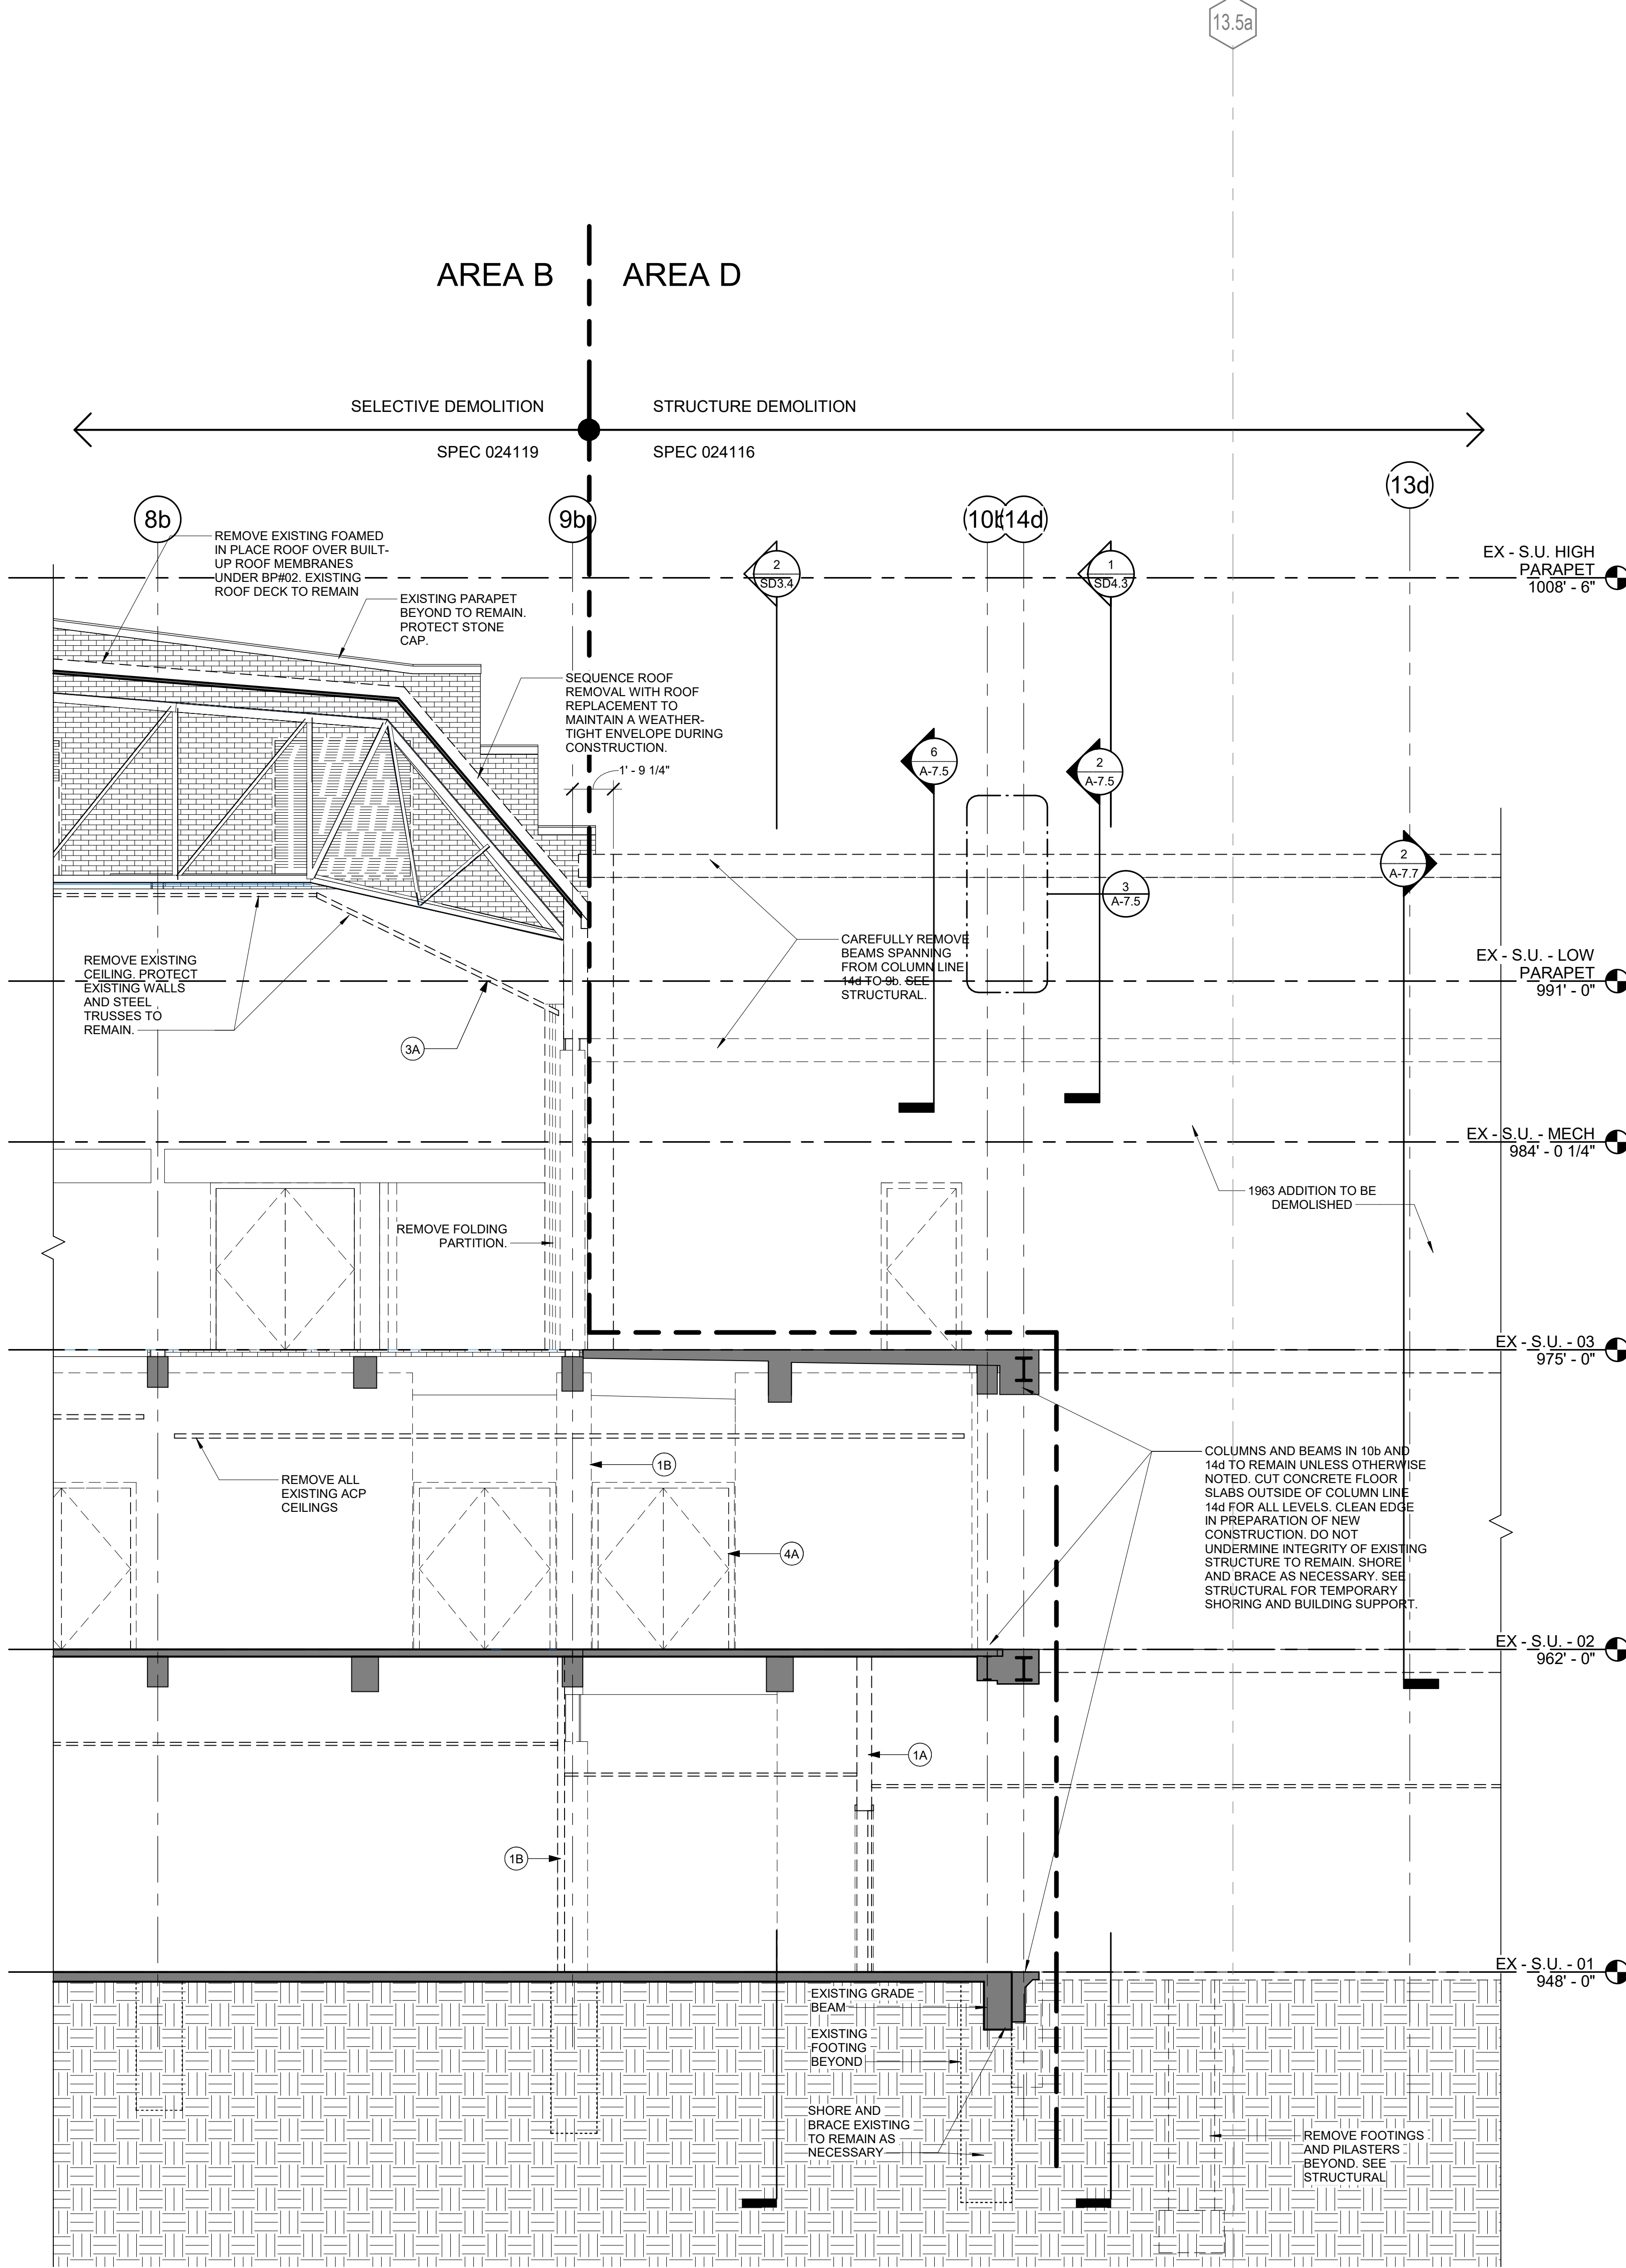 13.5a
AREA B
AREA D
SELECTIVE DEMOLITION
STRUCTURE DEMOLITION
SPEC 024119
SPEC 024116
8b
9b
14d
13d
REMOVE EXISTING FOAMED
IN PLACE ROOF OVER BUILT-
UP ROOF MEMBRANES
UNDER BP#02. EXISTING
ROOF DECK TO REMAIN
EXISTING PARAPET
BEYOND TO REMAIN.
PROTECT STONE
CAP.
2
SD3.4
1
SD4.3
EX - S.U. HIGH
PARAPET
1008' - 6"
SEQUENCE ROOF
REMOVAL WITH ROOF
REPLACEMENT TO
MAINTAIN A WEATHER-
TIGHT ENVELOPE DURING
CONSTRUCTION.
1' - 9 1/4"
6
A-7.5
2
A-7.5
3
A-7.5
2
A-7.7
CAREFULLY REMOVE
BEAMS SPANNING
FROM COLUMN LINE
14d TO 9b. SEE
STRUCTURAL.
EX - S.U. - LOW
PARAPET
991' - 0"
REMOVE EXISTING
CEILING. PROTECT
EXISTING WALLS
AND STEEL
TRUSSES TO
REMAIN.
3A
EX - S.U. - MECH
984' - 0 1/4"
1963 ADDITION TO BE
DEMOLISHED
REMOVE FOLDING
PARTITION.
EX - S.U. - 03
975' - 0"
REMOVE ALL
EXISTING ACP
CEILINGS
1B
4A
COLUMNS AND BEAMS IN 10b AND
14d TO REMAIN UNLESS OTHERWISE
NOTED. CUT CONCRETE FLOOR
SLABS OUTSIDE OF COLUMN LINE
14d FOR ALL LEVELS. CLEAN EDGE
IN PREPARATION OF NEW
CONSTRUCTION. DO NOT
UNDERMINE INTEGRITY OF EXISTING
STRUCTURE TO REMAIN. SHORE
AND BRACE AS NECESSARY. SEE
STRUCTURAL FOR TEMPORARY
SHORING AND BUILDING SUPPORT.
EX - S.U. - 02
962' - 0"
1A
1B
EX - S.U. - 01
948' - 0"
EXISTING GRADE
BEAM
EXISTING
FOOTING
BEYOND
SHORE AND
BRACE EXISTING
TO REMAIN AS
NECESSARY
REMOVE FOOTINGS
AND PILASTERS
BEYOND. SEE
STRUCTURAL